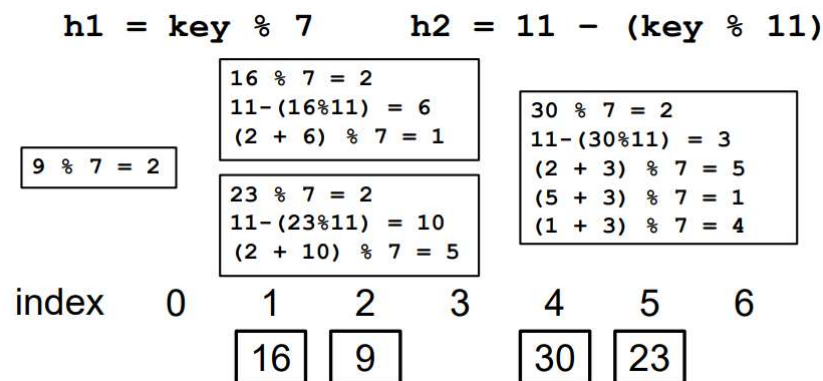 h1 = key % 7 h2 = 11 - (key % 11)
9 % 7 = 2
16 % 7 = 2
11-(16%11) = 6
(2 + 6) % 7 = 1
23 % 7 = 2
11-(23%11) = 10
(2 + 10) % 7 = 5
30 % 7 = 2
11-(30%11) = 3
(2 + 3) % 7 = 5
(5 + 3) % 7 = 1
(1 + 3) % 7 = 4
index 0 1 2 3 4 5 6
16 9 30 23